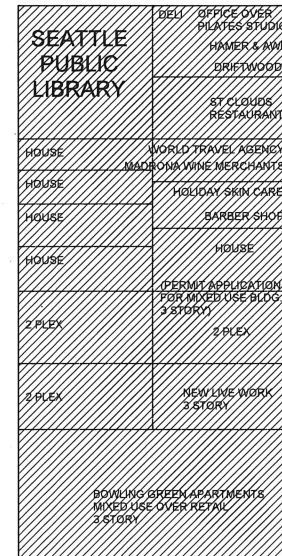 SEATTLE
PUBLIC
LIBRARY
DELI OFFICE OVER
PILATES STUDIO
HAMER & AWL
DRIFTWOOD
ST CLOUDS
RESTAURANT
HOUSE
WORLD TRAVEL AGENCY
MADRONA WINE MERCHANTS
HOUSE
HOLIDAY SKIN CARE
HOUSE
BARBER SHOP
HOUSE
HOUSE
(PERMIT APPLICATION
FOR MIXED USE BLDG.
3 STORY)
2 PLEX
2 PLEX
2 PLEX
NEW LIVE WORK
3 STORY
BOWLING GREEN APARTMENTS
MIXED USE OVER RETAIL
3 STORY